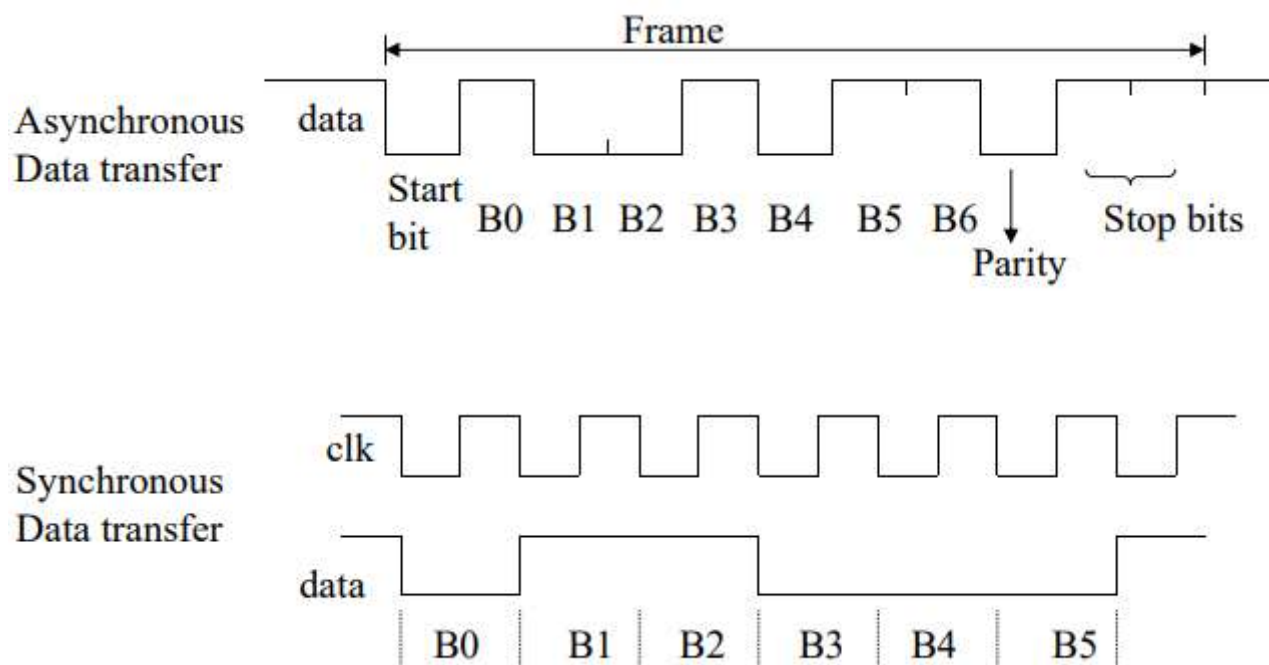 Frame
Asynchronous
Data transfer
data
Start
bit
B0 B1 B2 B3 B4 B5 B6
Parity
Stop bits
Synchronous
Data transfer
clk
data
B0 B1 B2 B3 B4 B5